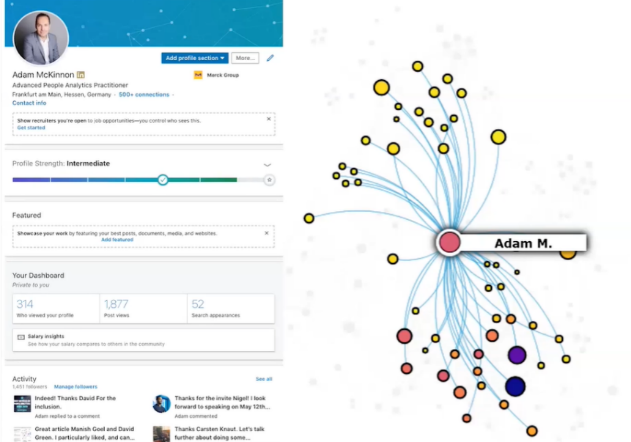 Add profile section
More...
Adam McKinnon
Merck Group
Advanced People Analytics Practitioner
Frankfurt am Main, Hessen, Germany · 500+ connections ·
Contact info
Show recruiters you're open to job opportunities—you control who sees this.
Get started
Profile Strength: Intermediate
Featured
Showcase your work by featuring your best posts, documents, media, and websites.
Add featured
Your Dashboard
Private to you
314
Who viewed your profile
1,877
Post views
52
Search appearances
Salary insights
See how your salary compares to others in the community
Activity
See all
1,451 followers Manage followers
Indeed! Thanks David For the
inclusion.
Adam replied to a comment
Thanks for the invite Nigel! I look
forward to speaking on May 12th...
Adam commented
Great article Manish Goel and David
Green. I particularly liked, and can...
Thanks Carsten Knaut. Let's talk
further about doing some...
Adam M.